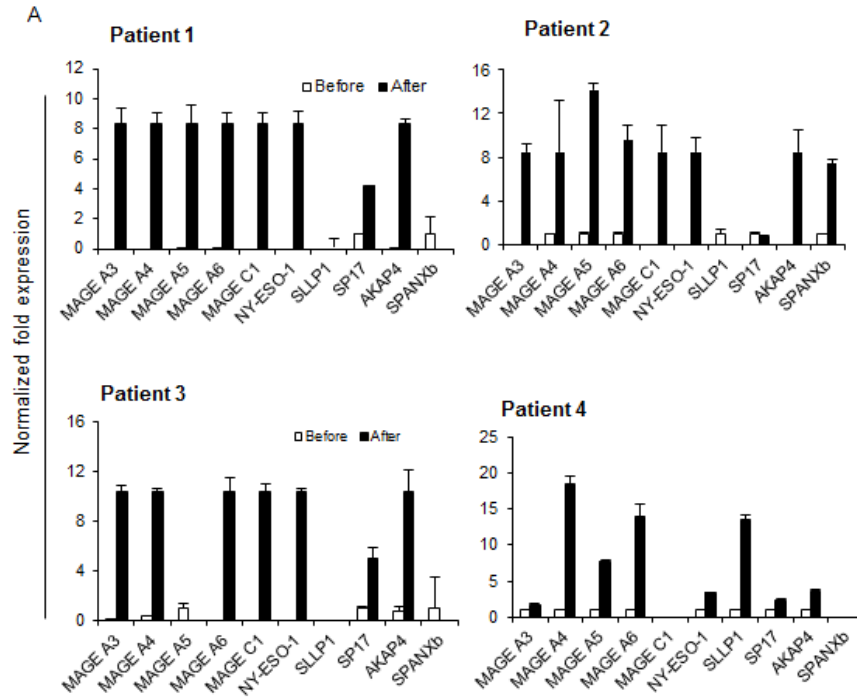 A
Normalized fold expression
Patient 1
Before After
12
10
8
6
4
2
0
MAGE A3 MAGE A4 MAGE A5 MAGE A6 MAGE C1 NY-ESO-1 SLLP1 SP17 AKAP4 SPANXb
Patient 2
16
12
8
4
0
MAGE A3 MAGE A4 MAGE A5 MAGE A6 MAGE C1 NY-ESO-1 SLLP1 SP17 AKAP4 SPANXb
Patient 3
Before After
16
12
8
4
0
MAGE A3 MAGE A4 MAGE A5 MAGE A6 MAGE C1 NY-ESO-1 SLLP1 SP17 AKAP4 SPANXb
Patient 4
25
20
15
10
5
0
MAGE A3 MAGE A4 MAGE A5 MAGE A6 MAGE C1 NY-ESO-1 SLLP1 SP17 AKAP4 SPANXb